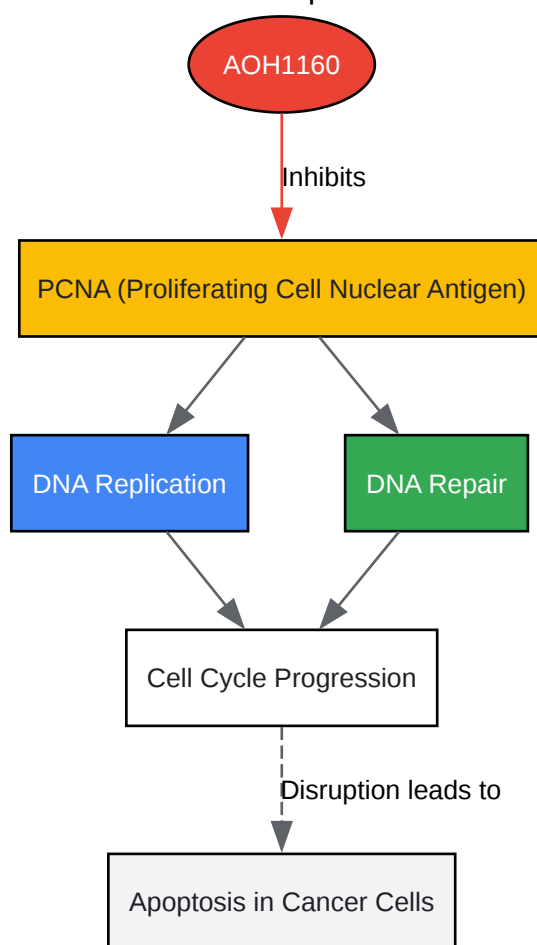 AOH1160
Inhibits
PCNA (Proliferating Cell Nuclear Antigen)
DNA Replication
DNA Repair
Cell Cycle Progression
Disruption leads to
Apoptosis in Cancer Cells